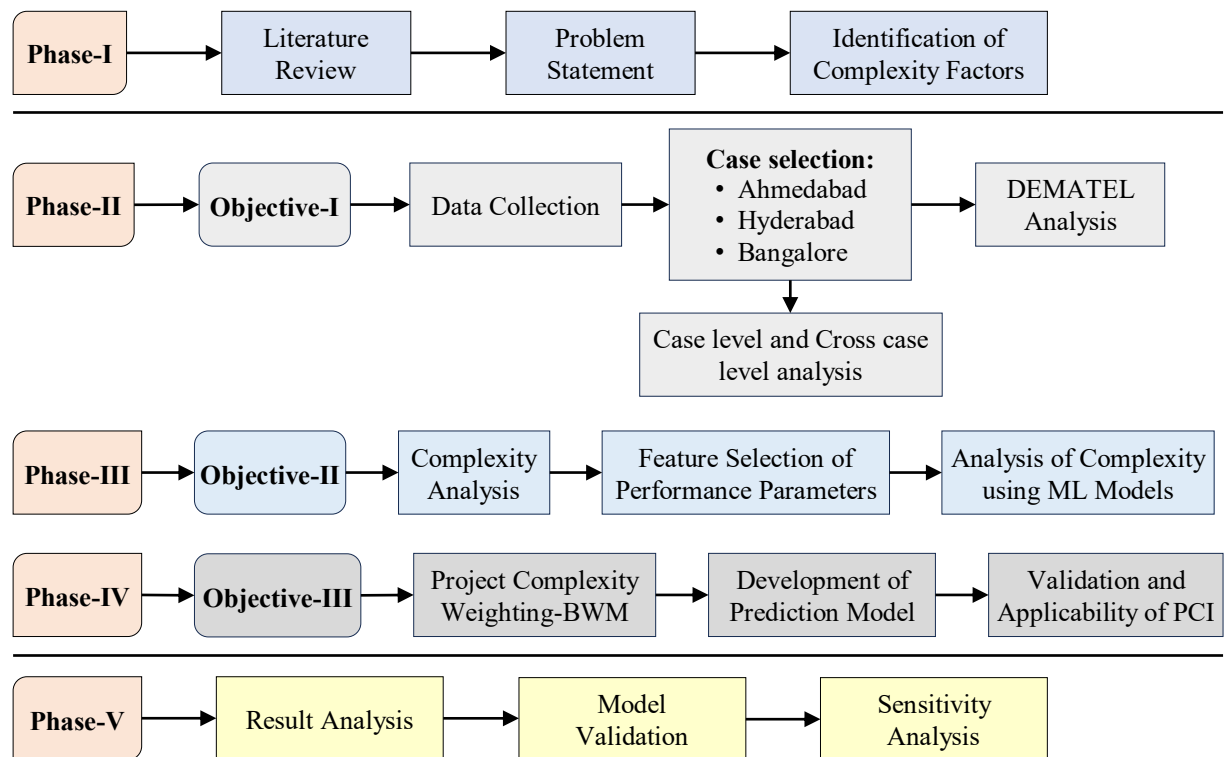 Phase-I
Literature
Review
Problem
Statement
Identification of
Complexity Factors
Phase-II
Objective-I
Data Collection
Case selection:
• Ahmedabad
• Hyderabad
• Bangalore
DEMATEL
Analysis
Case level and Cross case
level analysis
Phase-III
Objective-II
Complexity
Analysis
Feature Selection of
Performance Parameters
Analysis of Complexity
using ML Models
Phase-IV
Objective-III
Project Complexity
Weighting-BWM
Development of
Prediction Model
Validation and
Applicability of PCI
Phase-V
Result Analysis
Model
Validation
Sensitivity
Analysis